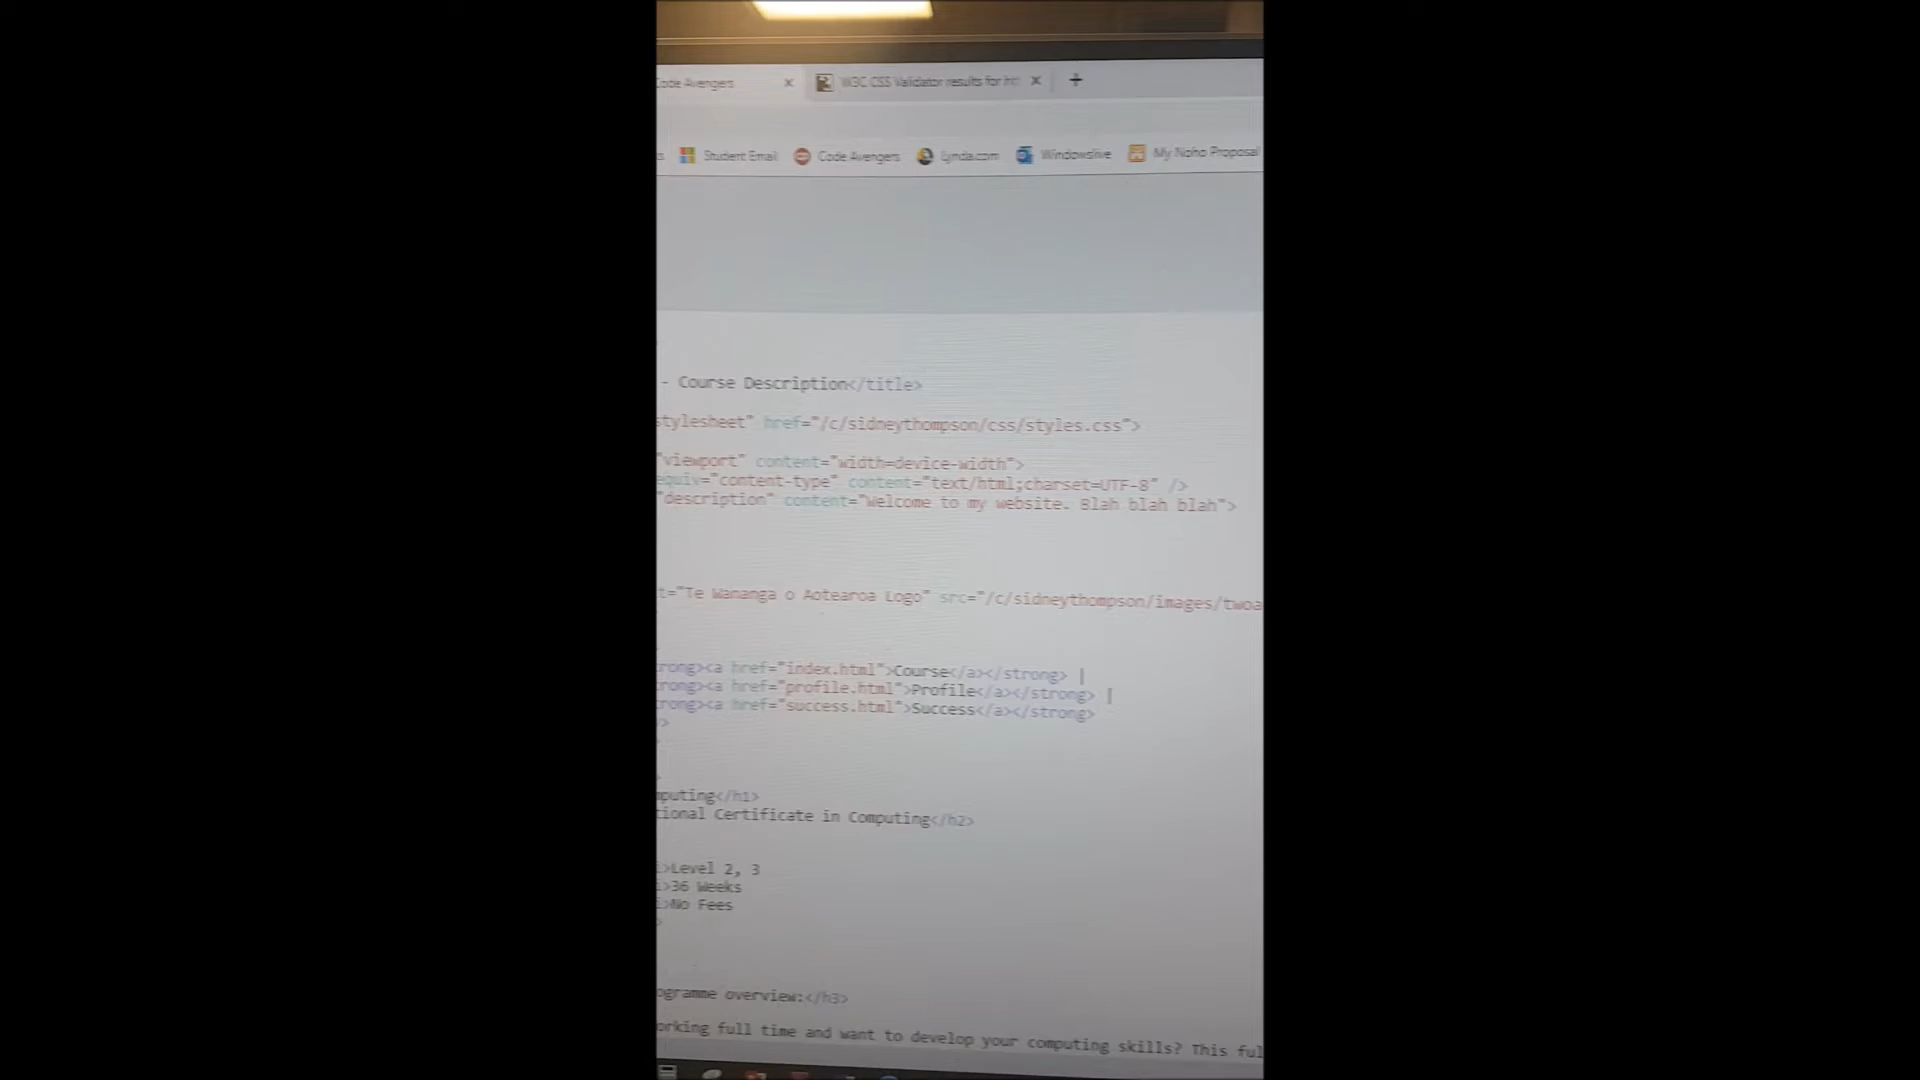 Code Avengers × W3C CSS Validator results for htt × +
s Student Email Code Avengers Lynda.com Windowslive My Noho Proposal
- Course Description</title>
stylesheet" href="/c/sidneythompson/css/styles.css">
"viewport" content="width=device-width">
equiv="content-type" content="text/html;charset=UTF-8" />
"description" content="Welcome to my website. Blah blah blah">
t="Te Wananga o Aotearoa Logo" src="/c/sidneythompson/images/twoa
rong><a href="index.html">Course</a></strong> |
rong><a href="profile.html">Profile</a></strong> |
rong><a href="success.html">Success</a></strong>
/>
>
mputing</h1>
tional Certificate in Computing</h2>
i>Level 2, 3
i>36 Weeks
i>No Fees
>
ogramme overview:</h3>
orking full time and want to develop your computing skills? This ful